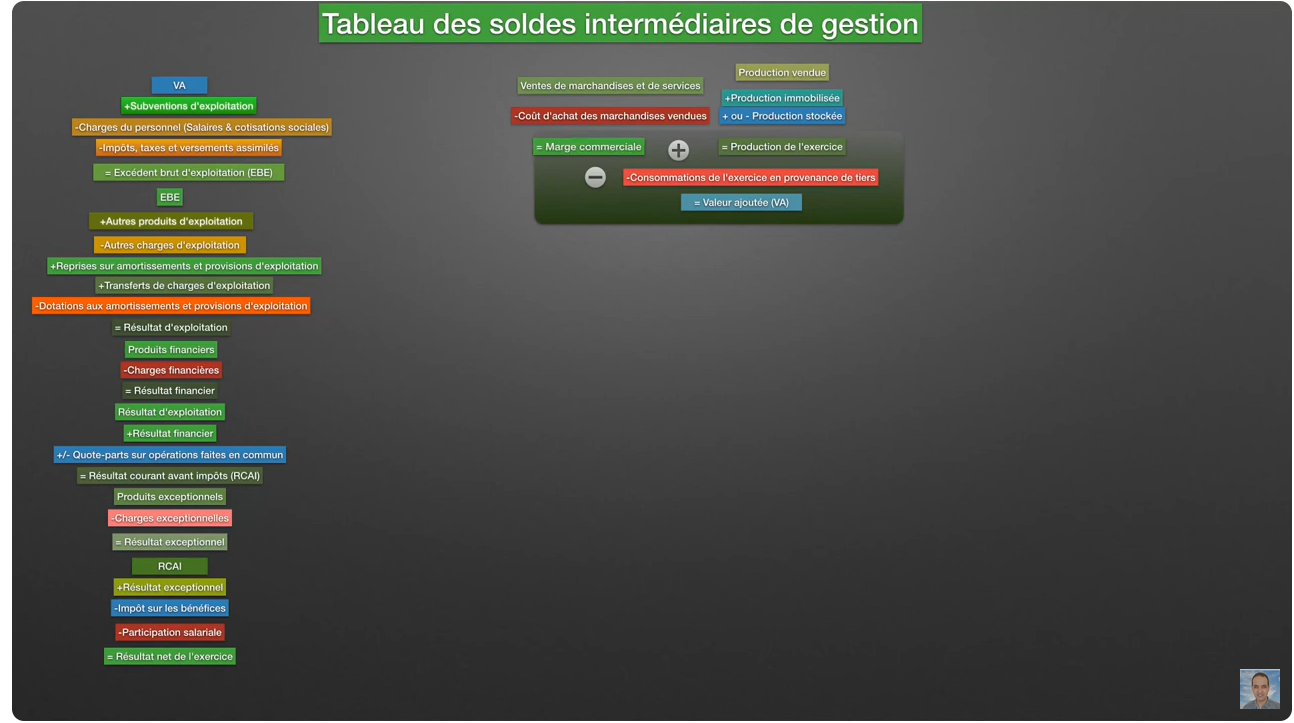 Tableau des soldes intermédiaires de gestion
VA
+Subventions d'exploitation
-Charges du personnel (Salaires & cotisations sociales)
-Impôts, taxes et versements assimilés
= Excédent brut d'exploitation (EBE)
EBE
+Autres produits d'exploitation
-Autres charges d'exploitation
+Reprises sur amortissements et provisions d'exploitation
+Transferts de charges d'exploitation
-Dotations aux amortissements et provisions d'exploitation
= Résultat d'exploitation
Produits financiers
-Charges financières
= Résultat financier
Résultat d'exploitation
+Résultat financier
+/- Quote-parts sur opérations faites en commun
= Résultat courant avant impôts (RCAI)
Produits exceptionnels
-Charges exceptionnelles
= Résultat exceptionnel
RCAI
+Résultat exceptionnel
-Impôt sur les bénéfices
-Participation salariale
= Résultat net de l'exercice
Ventes de marchandises et de services
-Coût d'achat des marchandises vendues
= Marge commerciale
Production vendue
+Production immobilisée
+ ou - Production stockée
= Production de l'exercice
-Consommations de l'exercice en provenance de tiers
= Valeur ajoutée (VA)